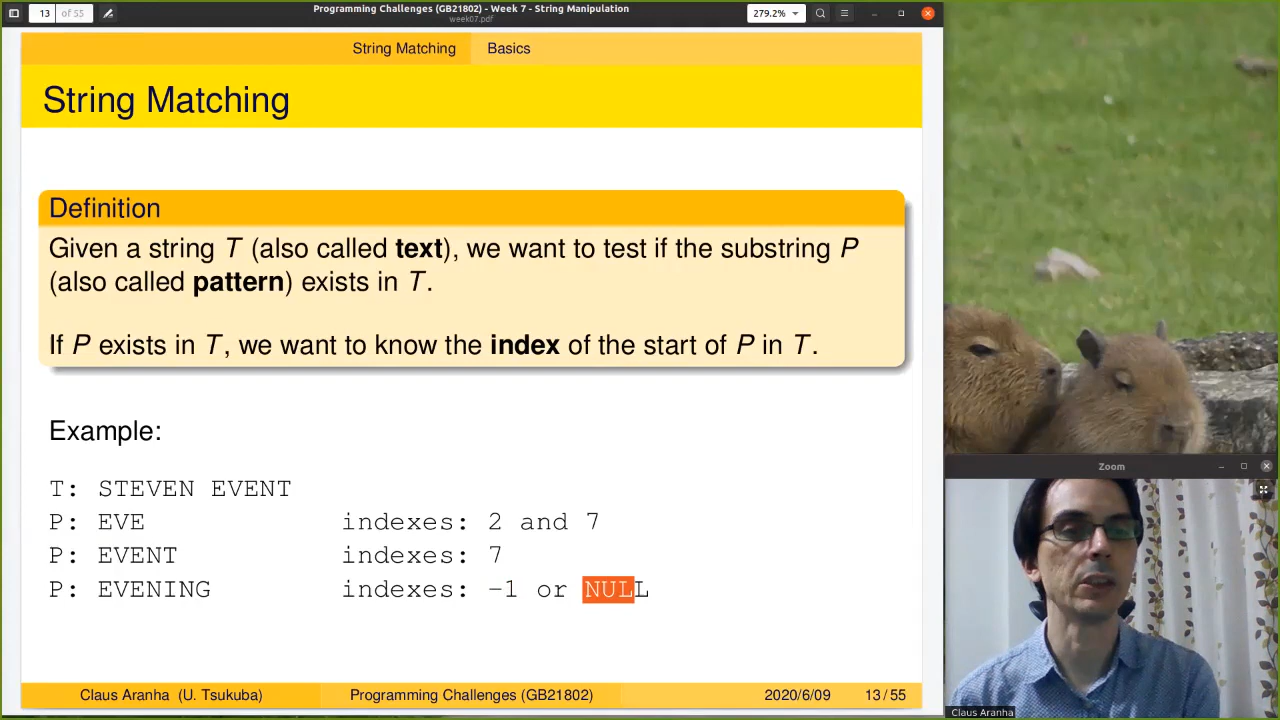 13 of 55
Programming Challenges (GB21802) - Week 7 - String Manipulation
week07.pdf
279.2%
String Matching Basics
String Matching
Definition
Given a string T (also called text), we want to test if the substring P
(also called pattern) exists in T.
If P exists in T, we want to know the index of the start of P in T.
Example:
T: STEVEN EVENT
P: EVE indexes: 2 and 7
P: EVENT indexes: 7
P: EVENING indexes: -1 or NULL
Claus Aranha (U. Tsukuba) Programming Challenges (GB21802) 2020/6/09 13 / 55
Zoom
Claus Aranha